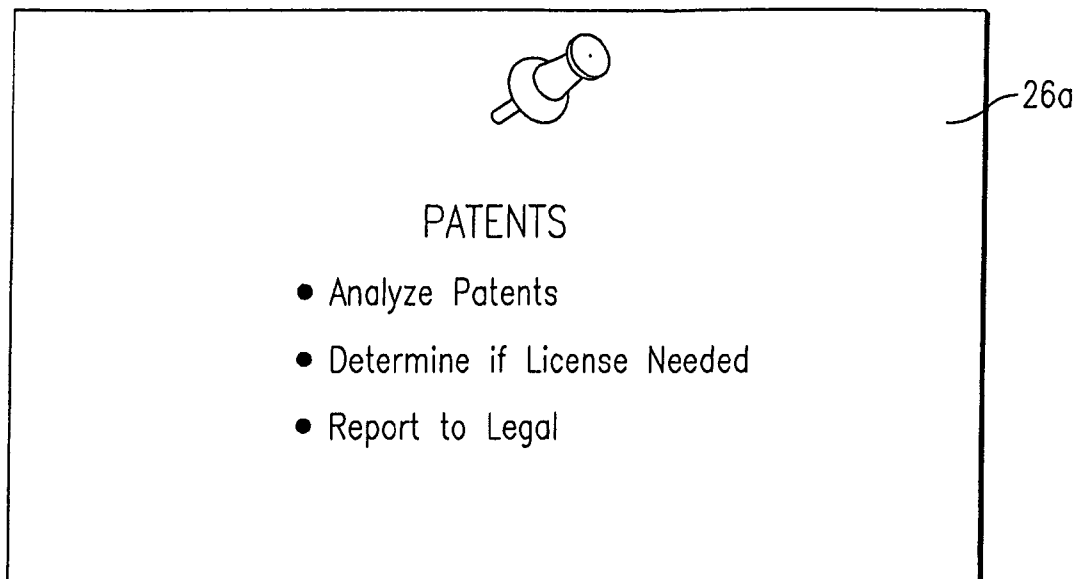 26a
PATENTS
• Analyze Patents
• Determine if License Needed
• Report to Legal